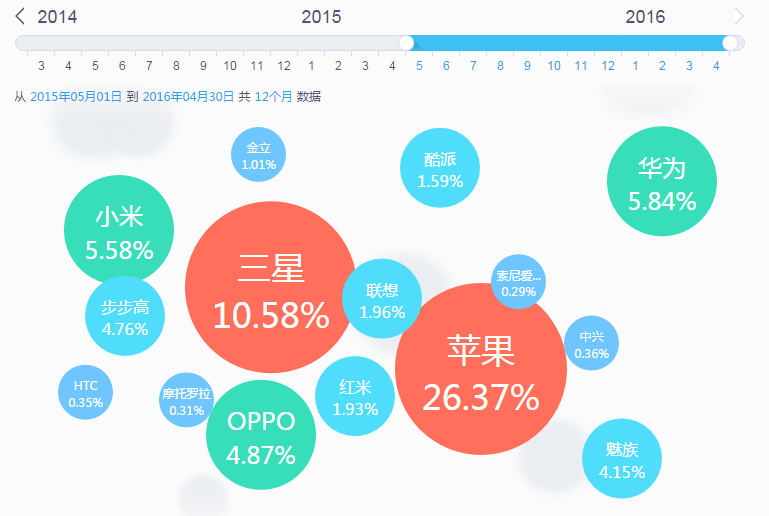 2014
2015
2016
3 4 5 6 7 8 9 10 11 12 1 2 3 4 5 6 7 8 9 10 11 12 1 2 3 4
从 2015年05月01日 到 2016年04月30日 共 12个月 数据
金立
1.01%
酷派
1.59%
华为
5.84%
小米
5.58%
三星
10.58%
索尼爱...
0.29%
联想
1.96%
步步高
4.76%
中兴
0.36%
苹果
26.37%
HTC
0.35%
摩托罗拉
0.31%
红米
1.93%
OPPO
4.87%
魅族
4.15%